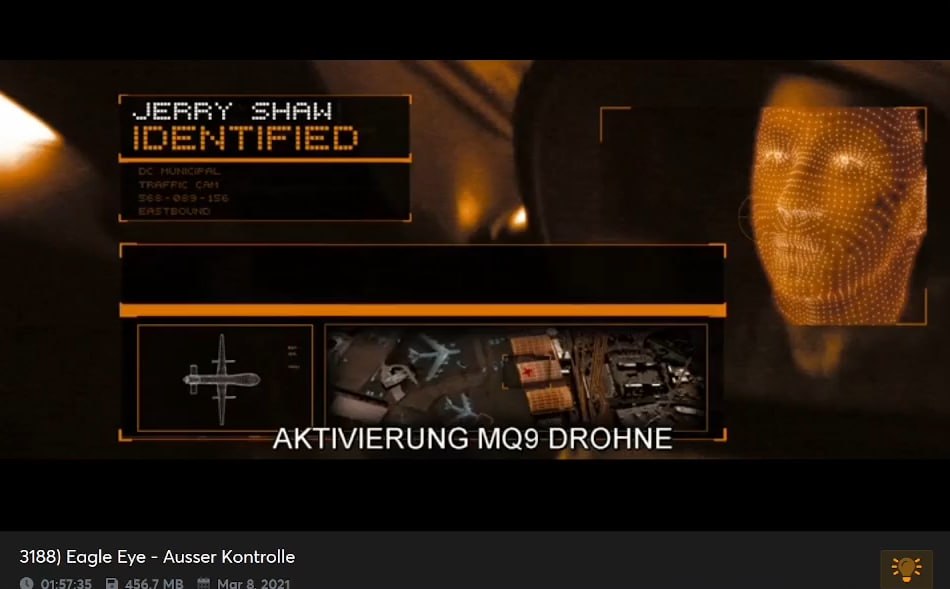 JERRY SHAW
IDENTIFIED
DC MUNICIPAL
TRAFFIC CAM
568-089-156
EASTBOUND
AKTIVIERUNG MQ9 DROHNE
3188) Eagle Eye - Ausser Kontrolle
01:57:35 456.7 MB Mar 8, 2021